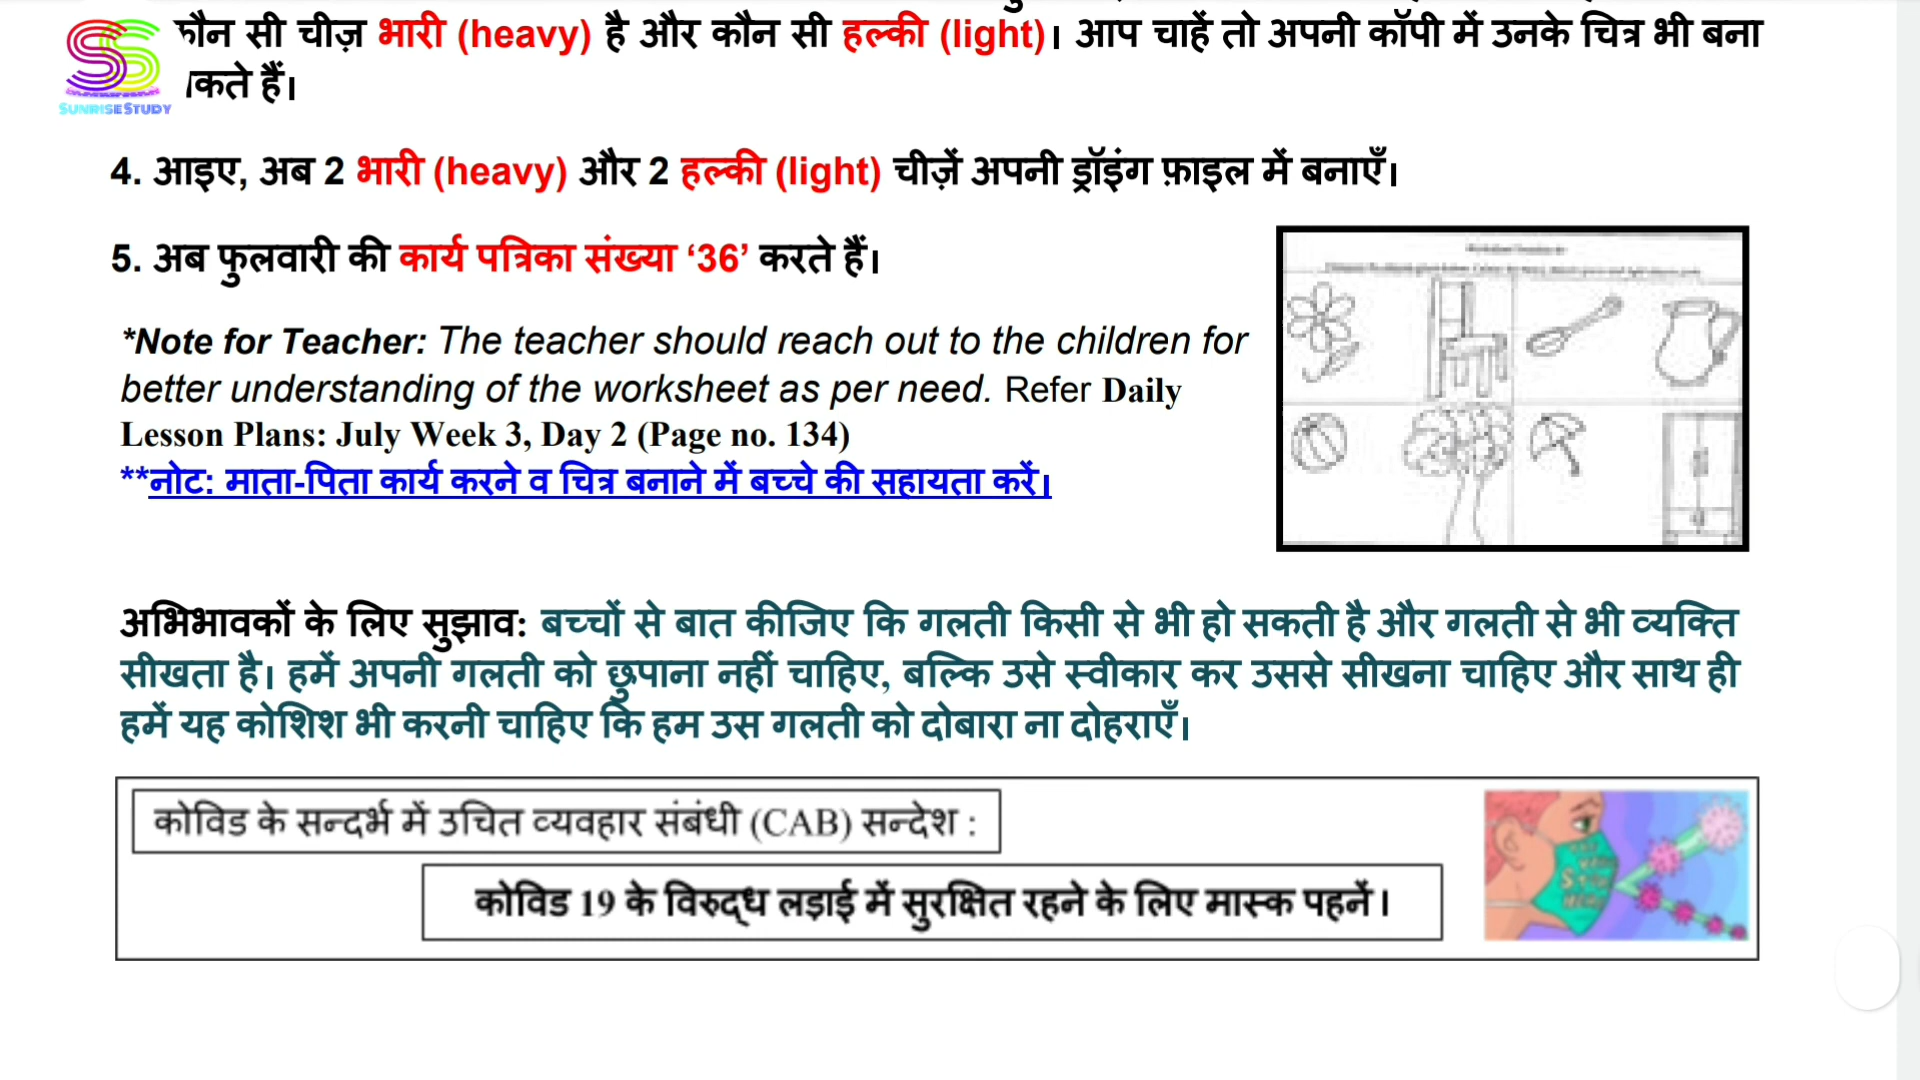 सी चीज़ भारी (heavy) है और कौन सी हल्की (light)। आप चाहें तो अपनी कॉपी में उनके चित्र भी बना
SUNRISESTUDY
हैं।
4. आइए, अब 2 भारी (heavy) और 2 हल्की (light) चीज़ें अपनी ड्रॉइंग फ़ाइल में बनाएँ।
5. अब फुलवारी की कार्य पत्रिका संख्या ‘36’ करते हैं।
*Note for Teacher: The teacher should reach out to the children for
better understanding of the worksheet as per need. Refer Daily
Lesson Plans: July Week 3, Day 2 (Page no. 134)
**नोट: माता-पिता कार्य करने व चित्र बनाने में बच्चे की सहायता करें।
अभिभावकों के लिए सुझाव: बच्चों से बात कीजिए कि गलती किसी से भी हो सकती है और गलती से भी व्यक्ति
सीखता है। हमें अपनी गलती को छुपाना नहीं चाहिए, बल्कि उसे स्वीकार कर उससे सीखना चाहिए और साथ ही
हमें यह कोशिश भी करनी चाहिए कि हम उस गलती को दोबारा ना दोहराएँ।
कोविड के सन्दर्भ में उचित व्यवहार संबंधी (CAB) सन्देश :
कोविड 19 के विरुद्ध लड़ाई में सुरक्षित रहने के लिए मास्क पहनें।